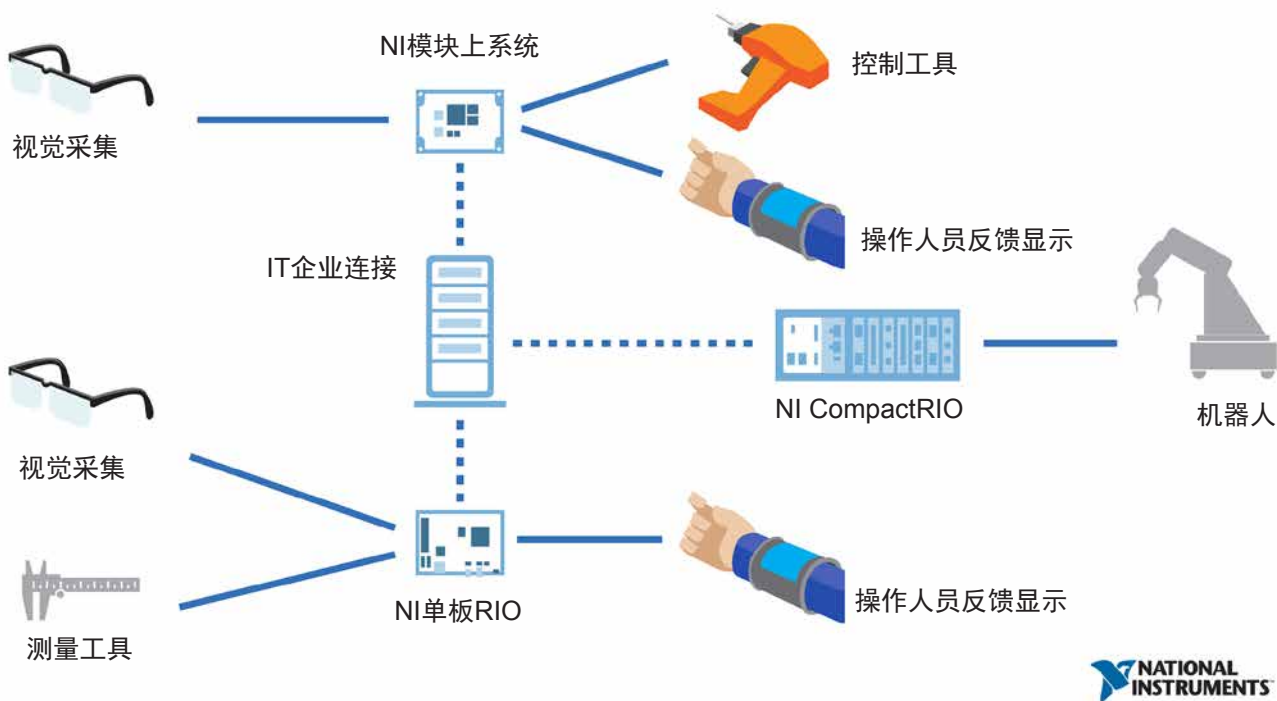 NI模块上系统
控制工具
视觉采集
操作人员反馈显示
IT企业连接
NI CompactRIO
机器人
视觉采集
NI单板RIO
操作人员反馈显示
测量工具
NATIONAL
INSTRUMENTS